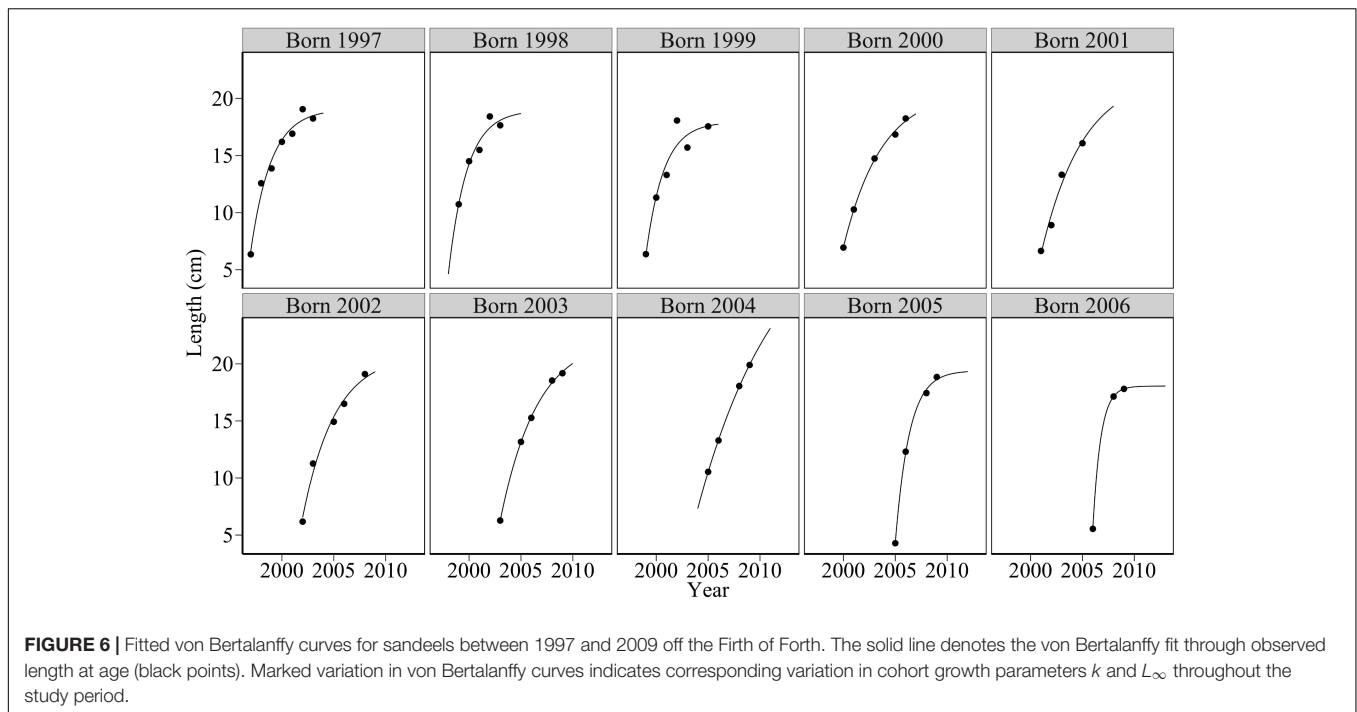 Born 1997 Born 1998 Born 1999 Born 2000 Born 2001
20
15
10
5
Length (cm)
Born 2002 Born 2003 Born 2004 Born 2005 Born 2006
20
15
10
5
2000 2005 2010 2000 2005 2010 2000 2005 2010 2000 2005 2010 2000 2005 2010
Year
FIGURE 6 | Fitted von Bertalanffy curves for sandeels between 1997 and 2009 off the Firth of Forth. The solid line denotes the von Bertalanffy fit through observed
length at age (black points). Marked variation in von Bertalanffy curves indicates corresponding variation in cohort growth parameters k and L∞ throughout the
study period.